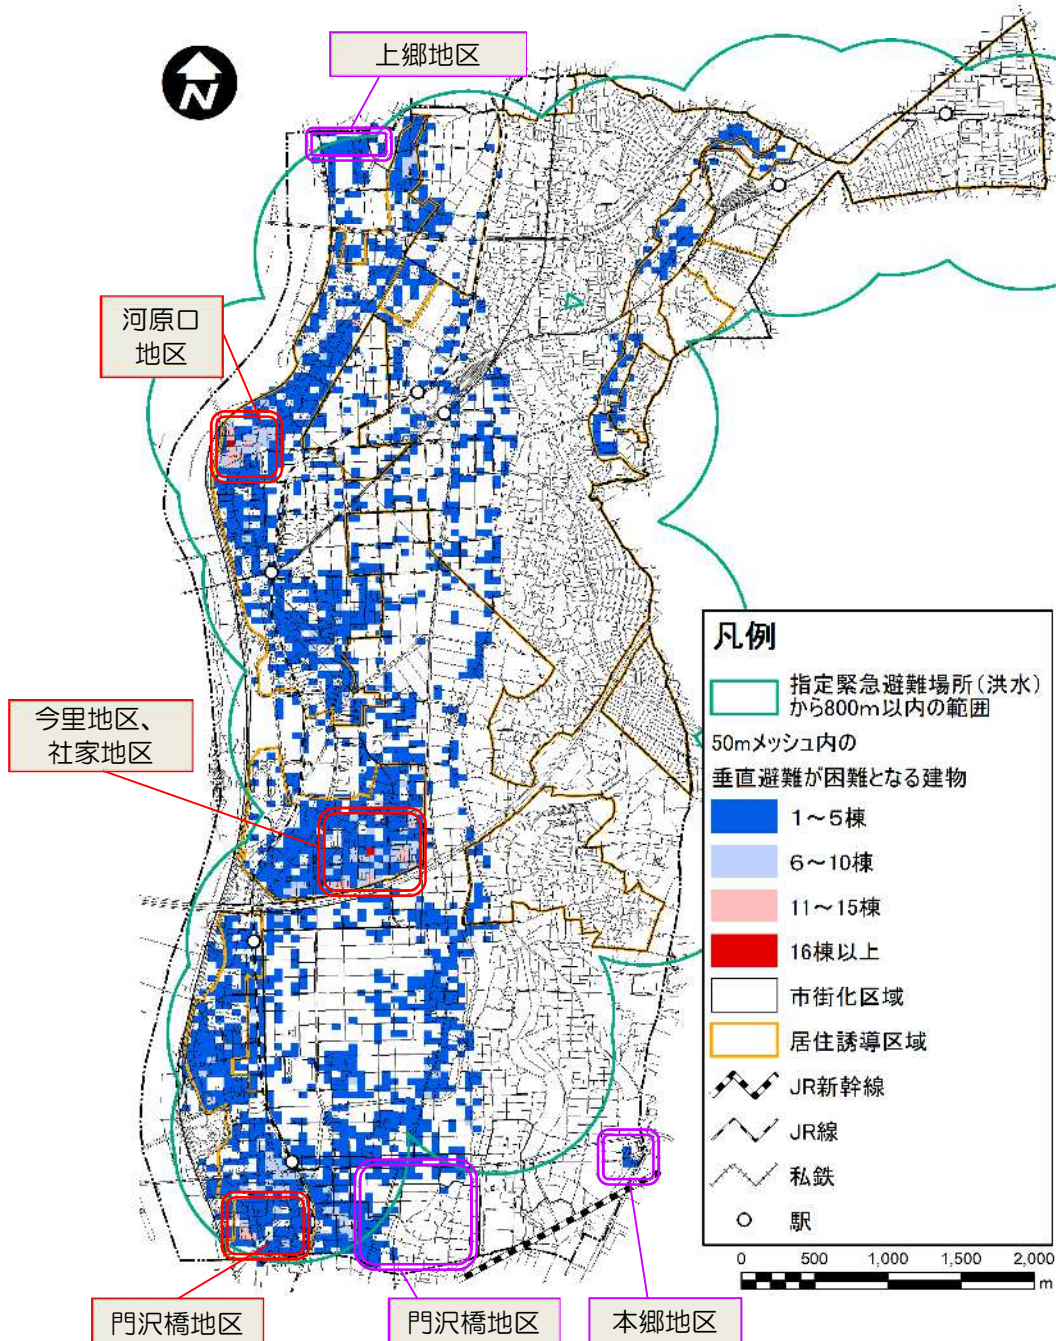 上郷地区
N
河原口
地区
今里地区、
社家地区
凡例
指定緊急避難場所(洪水)
から800m以内の範囲
50mメッシュ内の
垂直避難が困難となる建物
1～5棟
6～10棟
11～15棟
16棟以上
市街化区域
居住誘導区域
JR新幹線
JR線
私鉄
駅
0 500 1,000 1,500 2,000
m
門沢橋地区
門沢橋地区
本郷地区